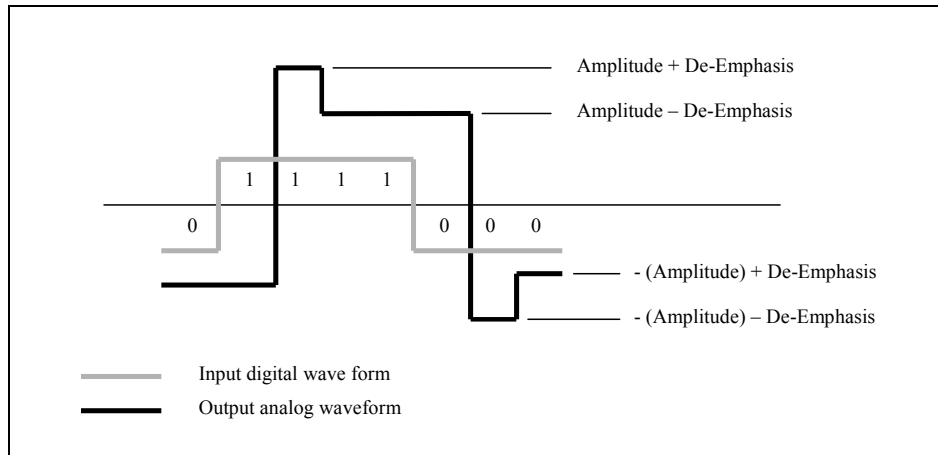 Amplitude + De-Emphasis
Amplitude – De-Emphasis
1 1 1 1
0 0 0 0
- (Amplitude) + De-Emphasis
- (Amplitude) – De-Emphasis
Input digital wave form
Output analog waveform